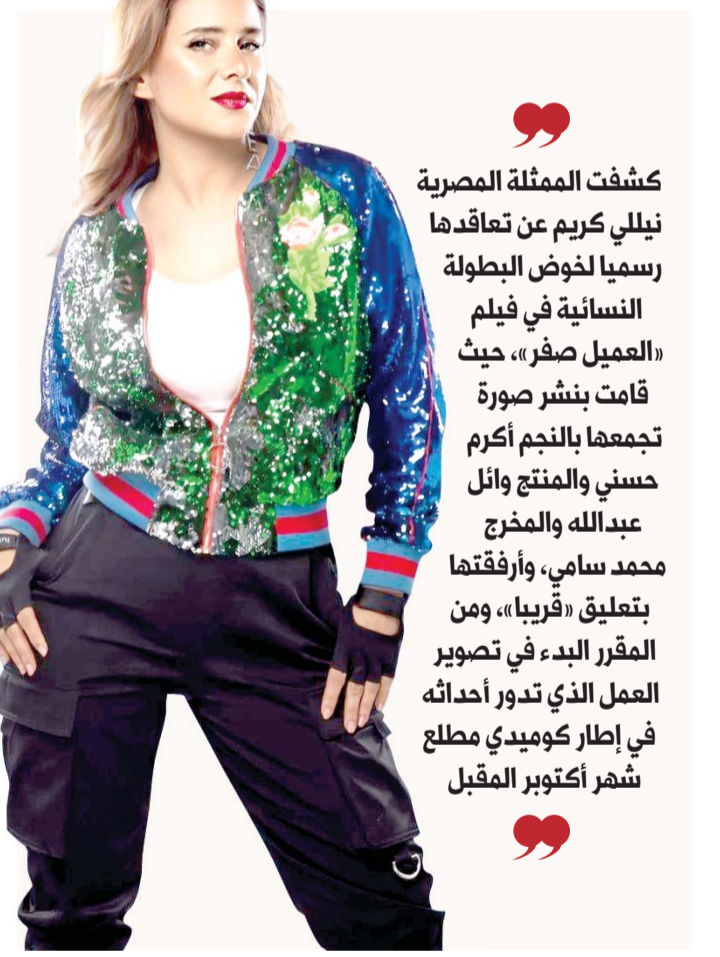 كشفت الممثلة المصرية
نيللي كريم عن تعاقدها
رسميا لخوض البطولة
النسائية في فيلم
«العميل صفر»، حيث
قامت بنشر صورة
تجمعها بالنجم أكرم
حسني والمنتج وائل
عبدالله والمخرج
محمد سامي، وأرفقتها
بتعليق «قريبا»، ومن
المقرر البدء في تصوير
العمل الذي تدور أحداثه
في إطار كوميدي مطلع
شهر أكتوبر المقبل